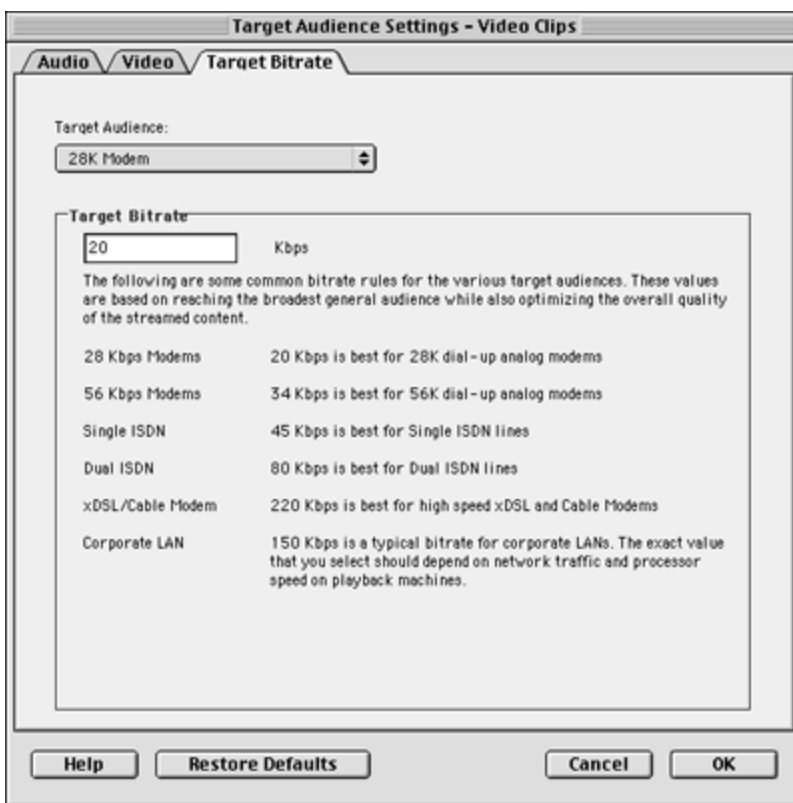 Target Audience Settings - Video Clips
Audio Video Target Bitrate
Target Audience:
28K Modem
Target Bitrate
20 Kbps
The following are some common bitrate rules for the various target audiences. These values
are based on reaching the broadest general audience while also optimizing the overall quality
of the streamed content.
28 Kbps Modems 20 Kbps is best for 28K dial-up analog modems
56 Kbps Modems 34 Kbps is best for 56K dial-up analog modems
Single ISDN 45 Kbps is best for Single ISDN lines
Dual ISDN 80 Kbps is best for Dual ISDN lines
xDSL/Cable Modem 220 Kbps is best for high speed xDSL and Cable Modems
Corporate LAN 150 Kbps is a typical bitrate for corporate LANs. The exact value
that you select should depend on network traffic and processor
speed on playback machines.
Help Restore Defaults Cancel OK